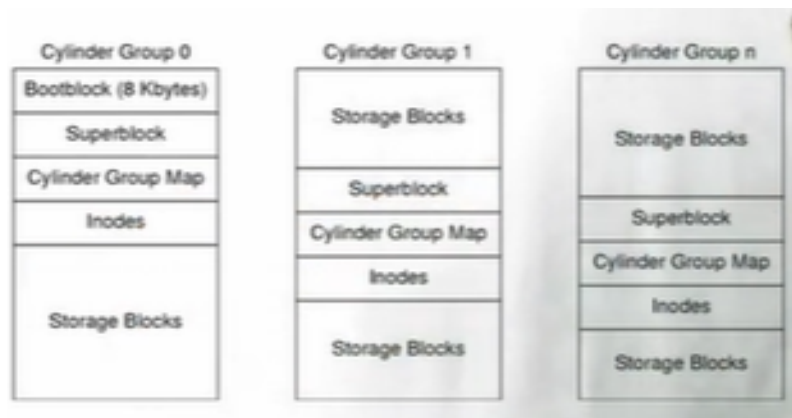 Cylinder Group 0
Bootblock (8 Kbytes)
Superblock
Cylinder Group Map
Inodes
Storage Blocks
Cylinder Group 1
Storage Blocks
Superblock
Cylinder Group Map
Inodes
Storage Blocks
Cylinder Group n
Storage Blocks
Superblock
Cylinder Group Map
Inodes
Storage Blocks